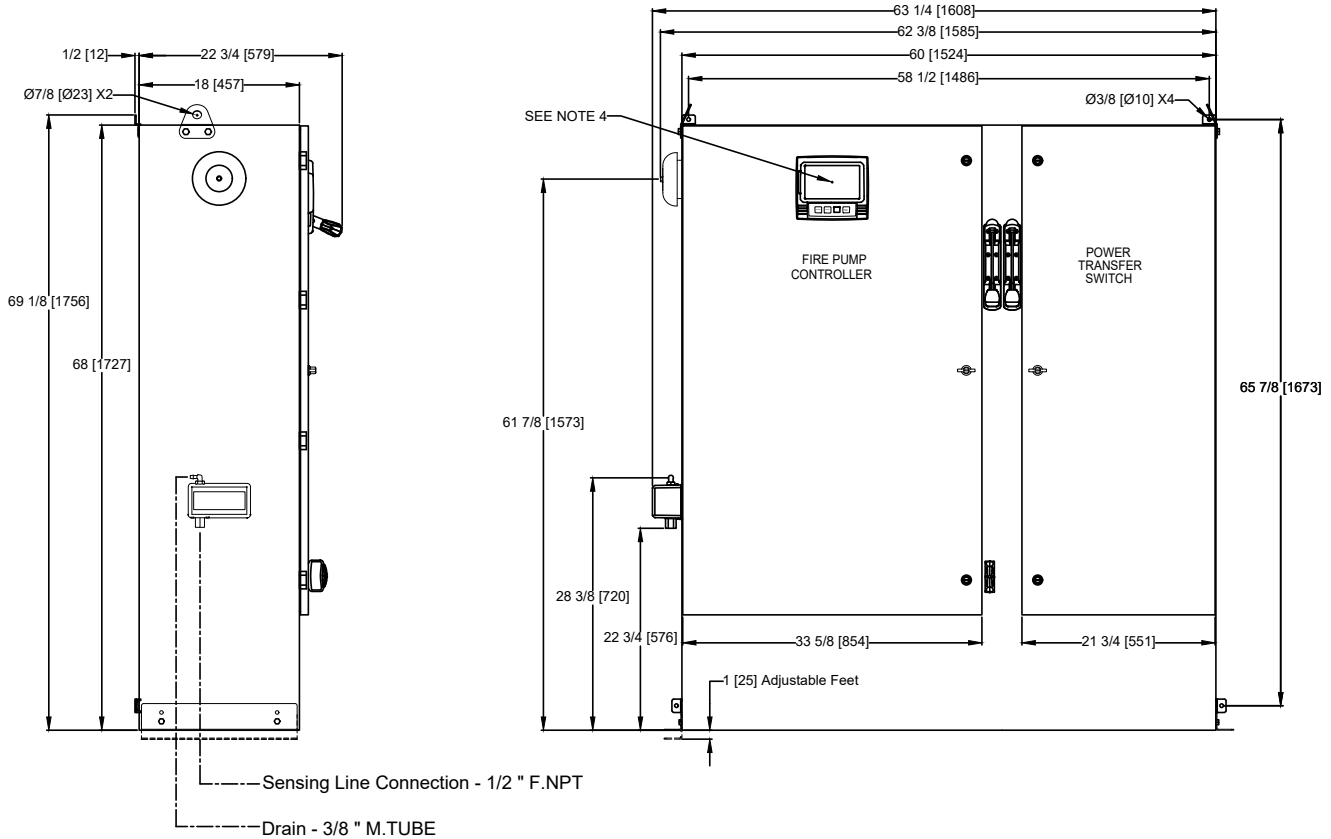 63 1/4 [1608]
62 3/8 [1585]
60 [1524]
58 1/2 [1486]
1/2 [12]
22 3/4 [579]
18 [457]
Ø7/8 [Ø23] X2
SEE NOTE 4
Ø3/8 [Ø10] X4
FIRE PUMP
CONTROLLER
POWER
TRANSFER
SWITCH
69 1/8 [1756]
68 [1727]
65 7/8 [1673]
61 7/8 [1573]
28 3/8 [720]
22 3/4 [576]
33 5/8 [854]
21 3/4 [551]
1 [25] Adjustable Feet
Sensing Line Connection - 1/2 " F.NPT
Drain - 3/8 " M.TUBE